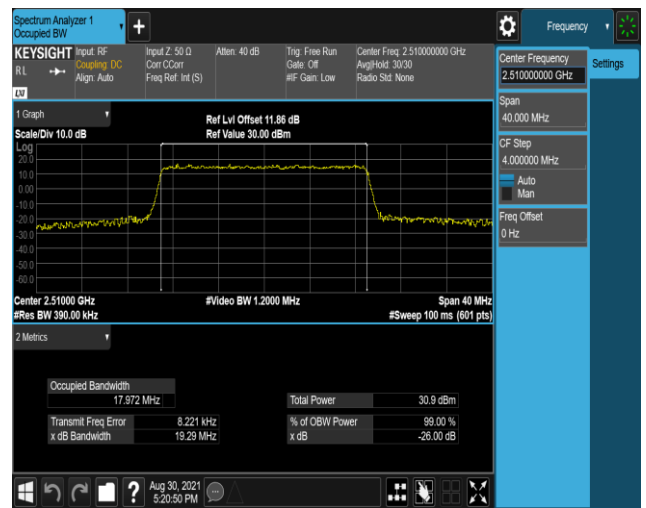 Spectrum Analyzer 1
Occupied BW
+
Frequency
KEYSIGHT
R L
LXI
Input: RF
Coupling: DC
Align: Auto
Input Z: 50 Ω
Corr CCorr
Freq Ref: Int (S)
Atten: 40 dB
Trig: Free Run
Gate: Off
#IF Gain: Low
Center Freq: 2.510000000 GHz
Avg|Hold: 30/30
Radio Std: None
Center Frequency
2.510000000 GHz
Settings
Span
40.000 MHz
CF Step
4.000000 MHz
Auto
Man
Freq Offset
0 Hz
1 Graph
Scale/Div 10.0 dB
Ref Lvl Offset 11.86 dB
Ref Value 30.00 dBm
Log
20.0
10.0
0.00
-10.0
-20.0
-30.0
-40.0
-50.0
-60.0
Center 2.51000 GHz
#Res BW 390.00 kHz
#Video BW 1.2000 MHz
Span 40 MHz
#Sweep 100 ms (601 pts)
2 Metrics
Occupied Bandwidth
17.972 MHz
Total Power 30.9 dBm
Transmit Freq Error 8.221 kHz
% of OBW Power 99.00 %
x dB Bandwidth 19.29 MHz
x dB -26.00 dB
?
Aug 30, 2021
5:20:50 PM